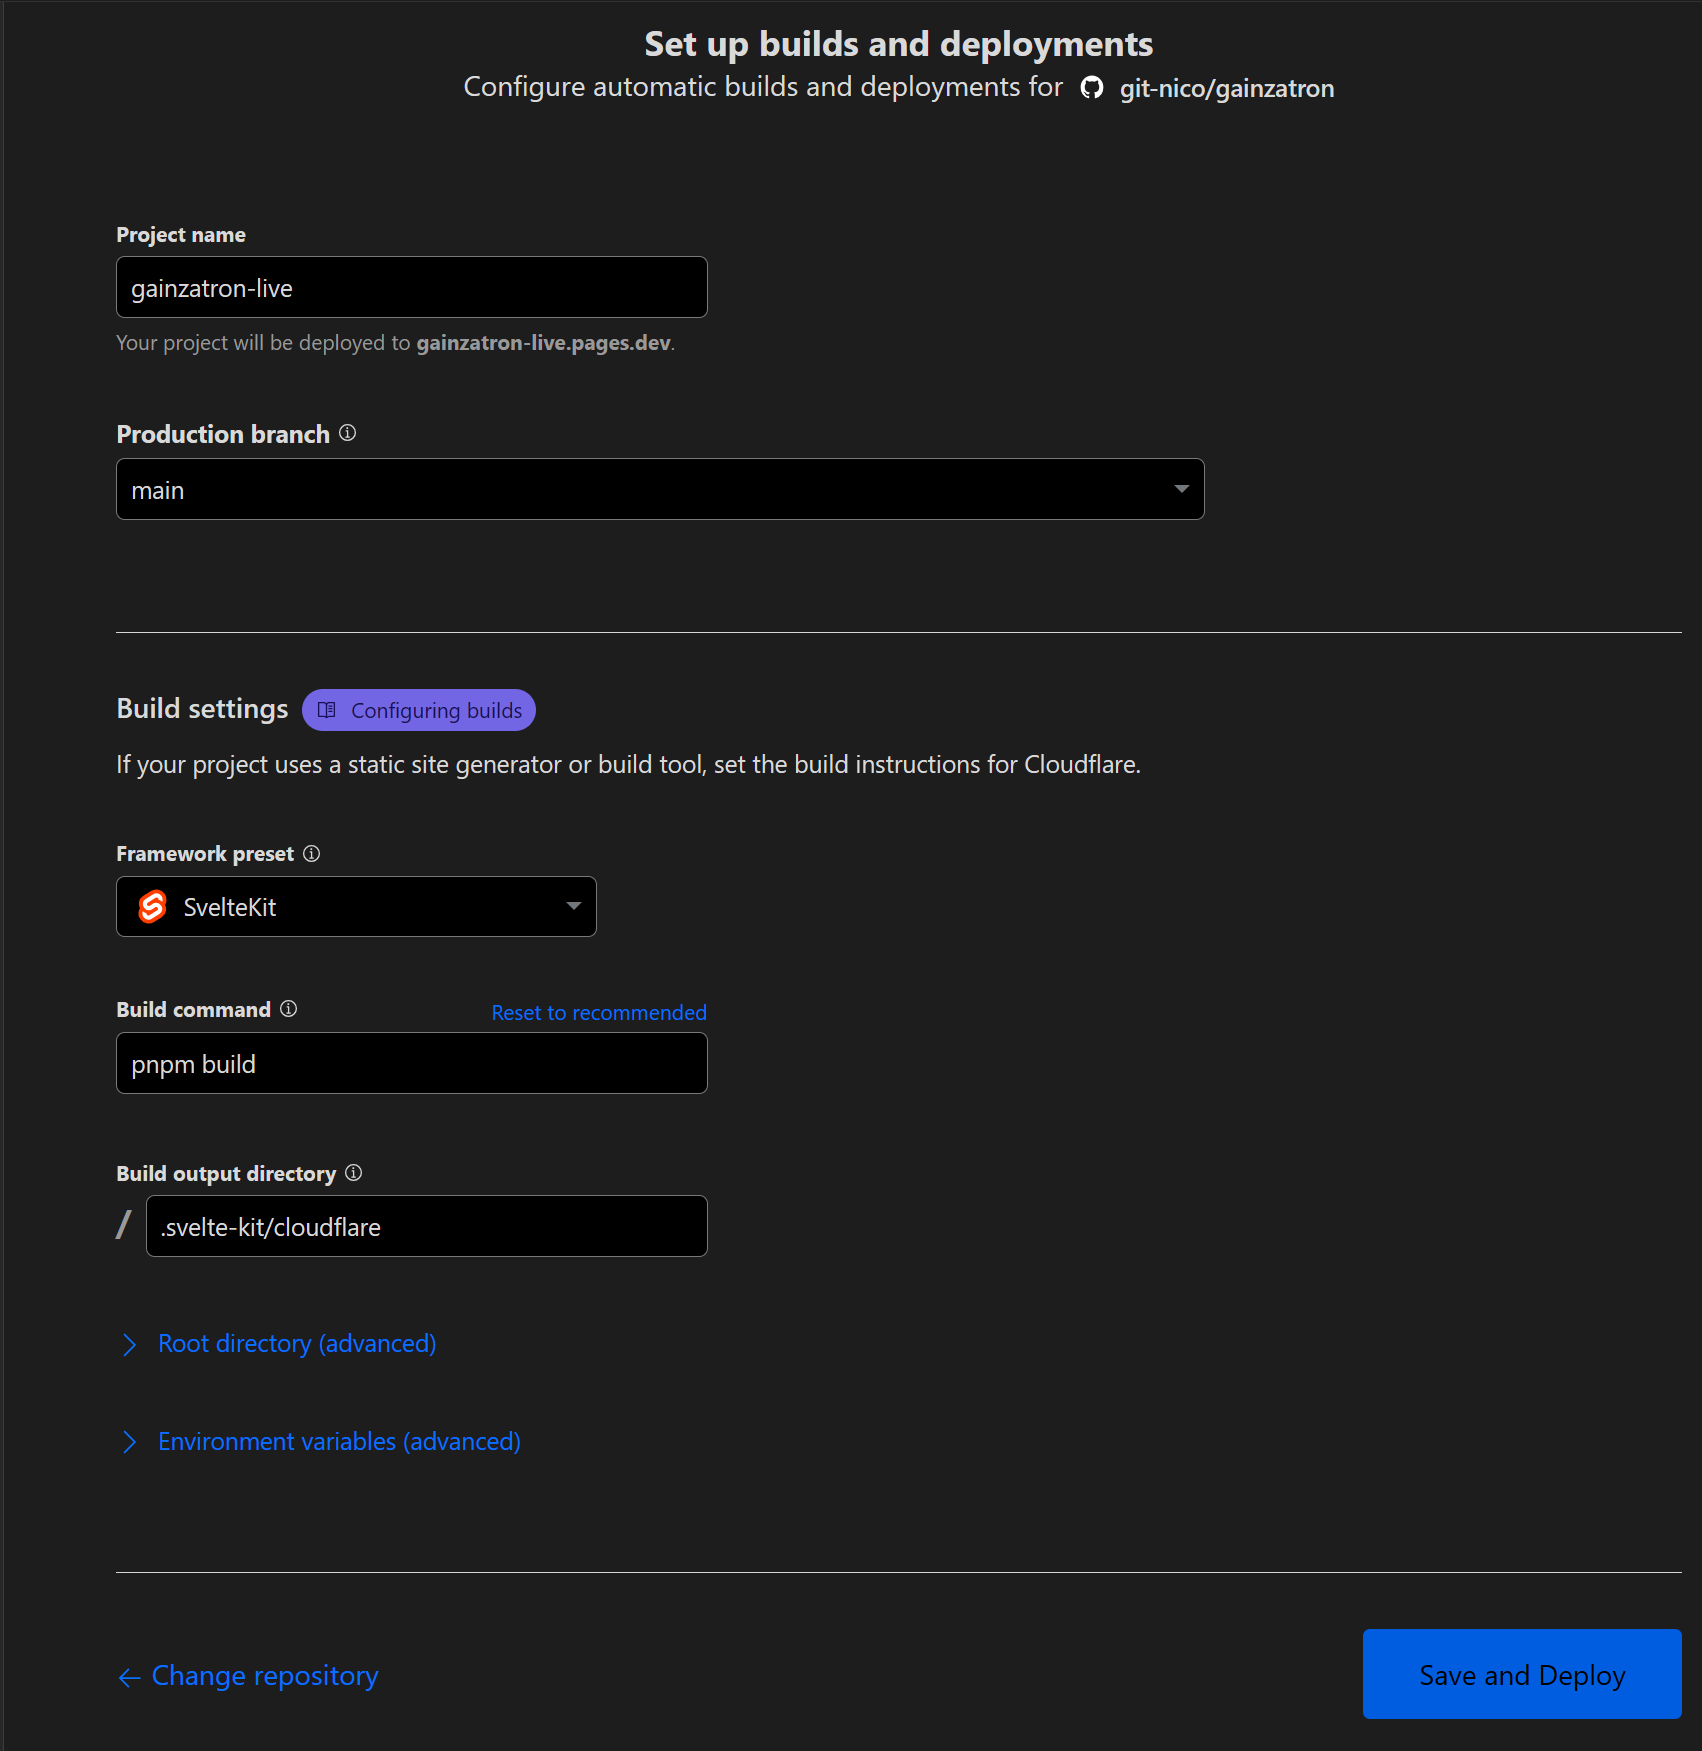 Set up builds and deployments
Configure automatic builds and deployments for git-nico/gainzatron
Project name
gainzatron-live
Your project will be deployed to gainzatron-live.pages.dev.
Production branch
main
Build settings Configuring builds
If your project uses a static site generator or build tool, set the build instructions for Cloudflare.
Framework preset
SvelteKit
Build command Reset to recommended
pnpm build
Build output directory
/ .svelte-kit/cloudflare
Root directory (advanced)
Environment variables (advanced)
Change repository Save and Deploy